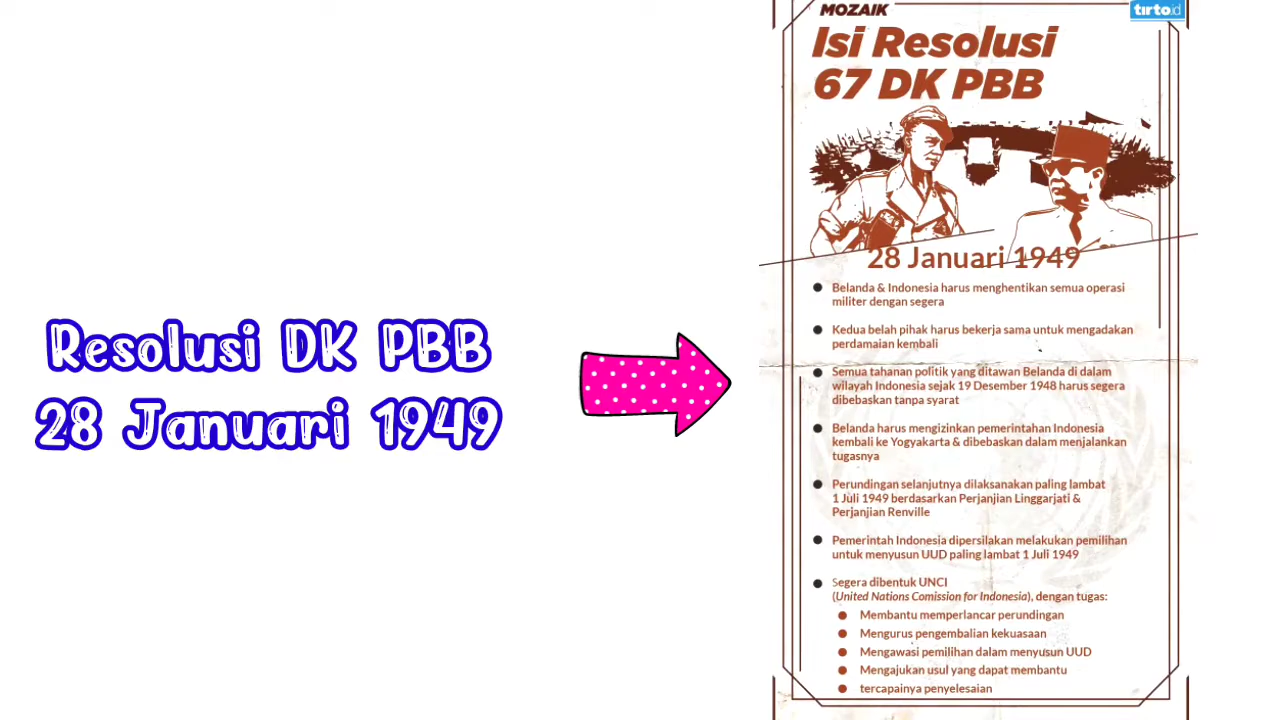 Resolusi DK PBB
28 Januari 1949
MOZAIK
tirto.id
Isi Resolusi
67 DK PBB
28 Januari 1949
Belanda & Indonesia harus menghentikan semua operasi
militer dengan segera
Kedua belah pihak harus bekerja sama untuk mengadakan
perdamaian kembali
Semua tahanan politik yang ditawan Belanda di dalam
wilayah Indonesia sejak 19 Desember 1948 harus segera
dibebaskan tanpa syarat
Belanda harus mengizinkan pemerintahan Indonesia
kembali ke Yogyakarta & dibebaskan dalam menjalankan
tugasnya
Perundingan selanjutnya dilaksanakan paling lambat
1 Juli 1949 berdasarkan Perjanjian Linggarjati &
Perjanjian Renville
Pemerintah Indonesia dipersilakan melakukan pemilihan
untuk menyusun UUD paling lambat 1 Juli 1949
Segera dibentuk UNCI
(United Nations Comission for Indonesia), dengan tugas:
Membantu memperlancar perundingan
Mengurus pengembalian kekuasaan
Mengawasi pemilihan dalam menyusun UUD
Mengajukan usul yang dapat membantu
tercapainya penyelesaian